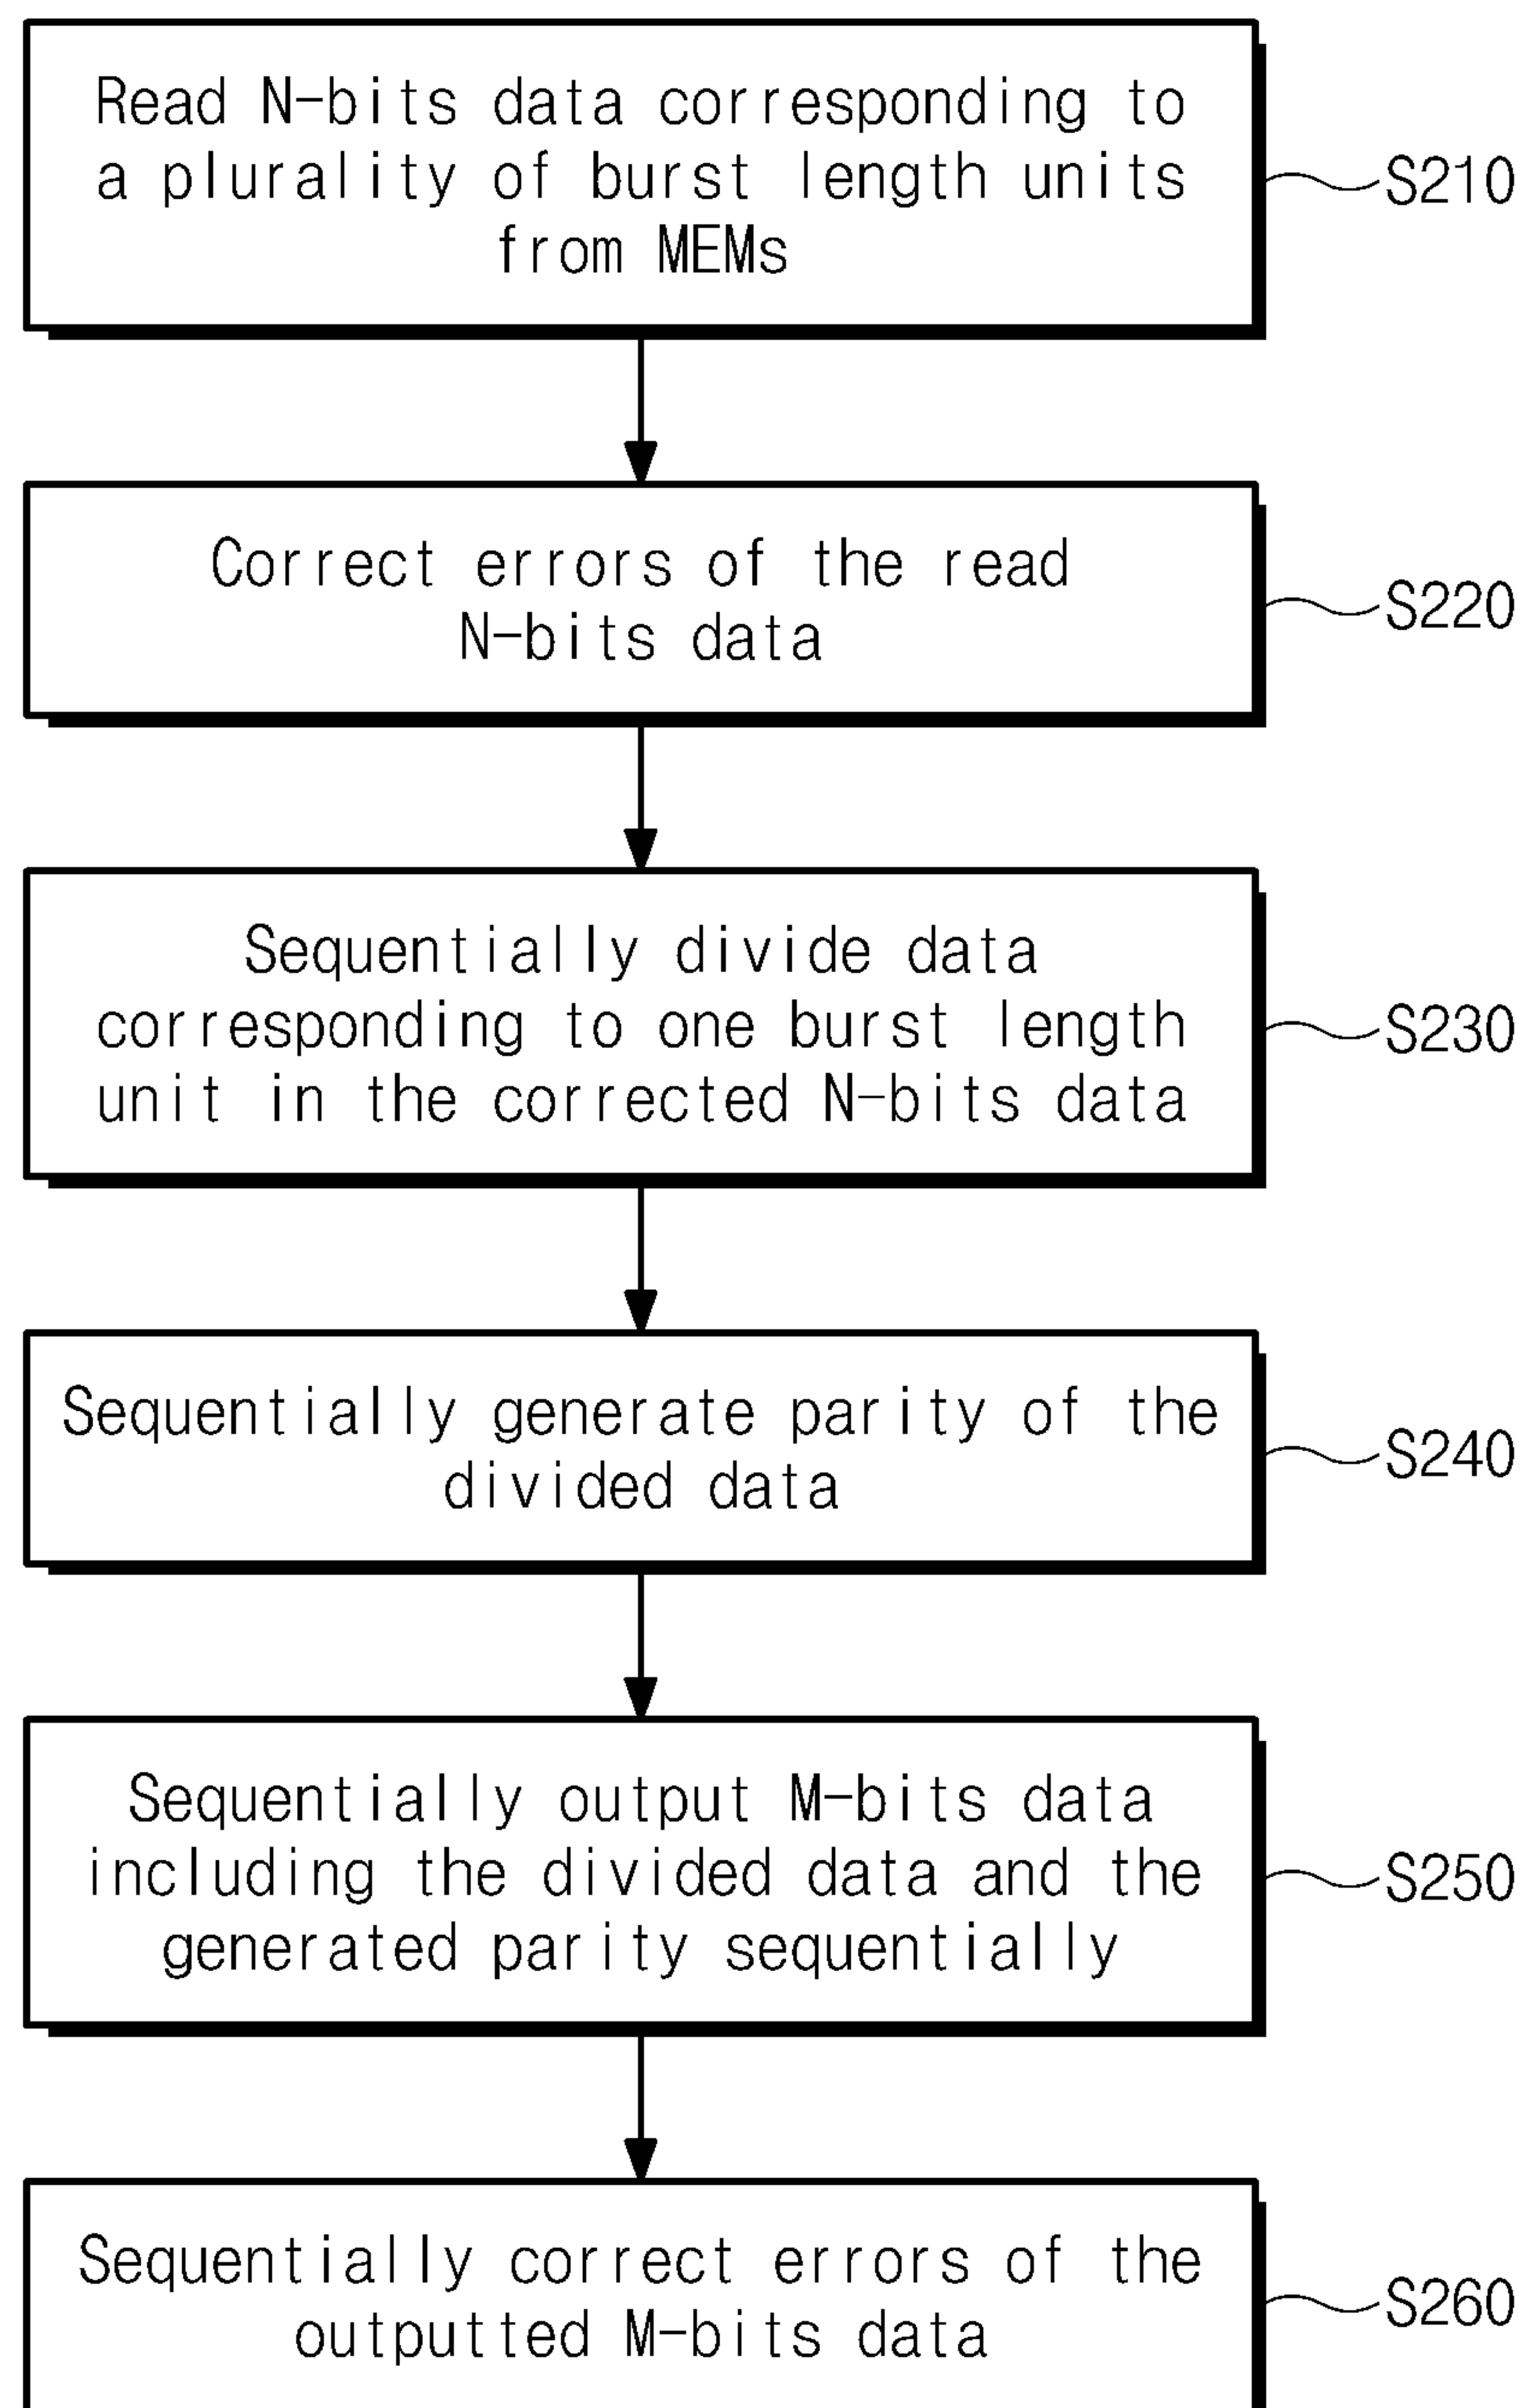 Read N-bits data corresponding to
a plurality of burst length units
from MEMs
S210
Correct errors of the read
N-bits data
S220
Sequentially divide data
corresponding to one burst length
unit in the corrected N-bits data
S230
Sequentially generate parity of the
divided data
S240
Sequentially output M-bits data
including the divided data and the
generated parity sequentially
S250
Sequentially correct errors of the
outputted M-bits data
S260